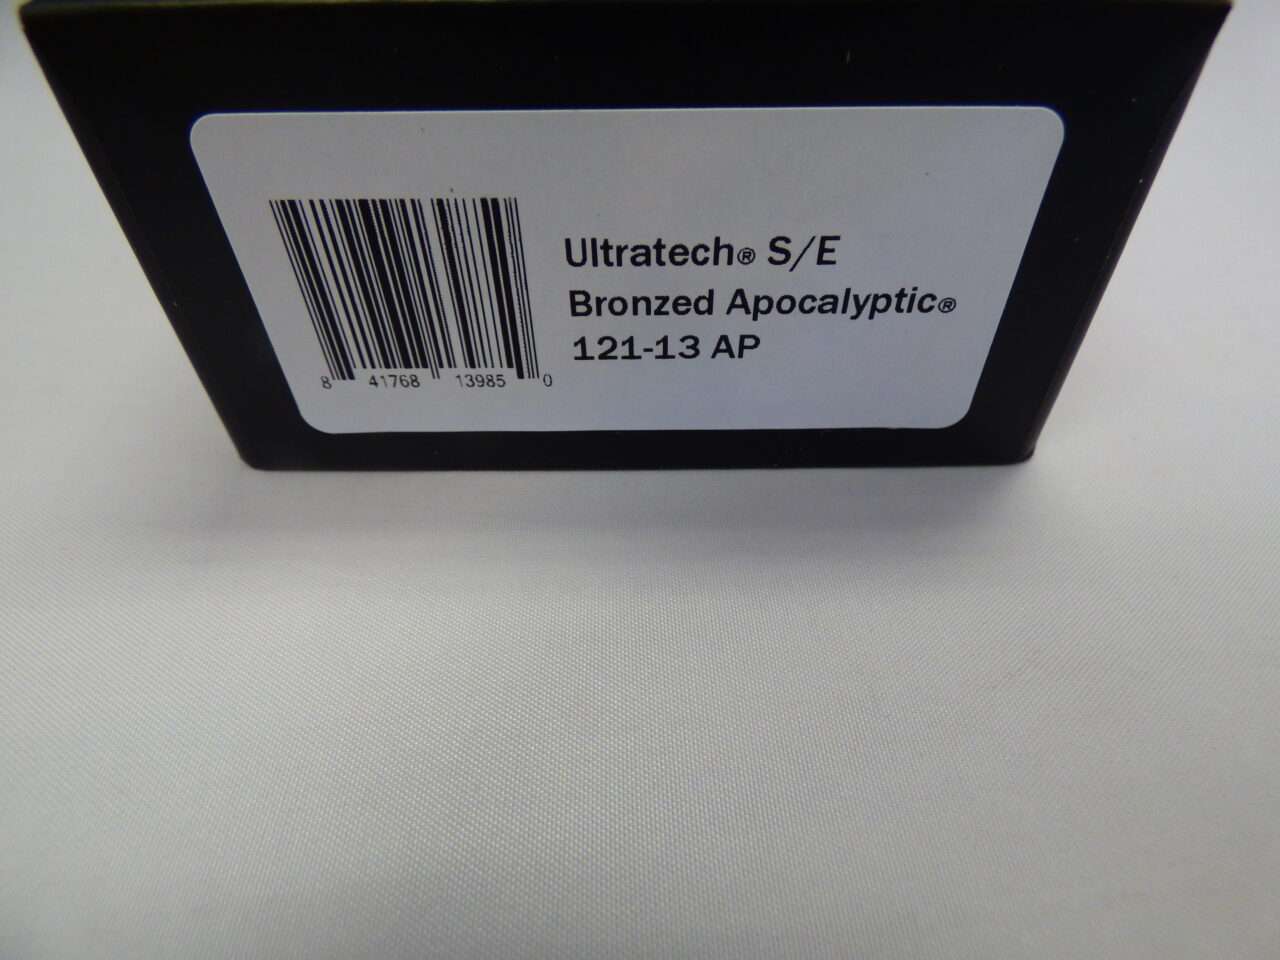 Ultratech® S/E
Bronzed Apocalyptic®
121-13 AP
8 41768 13985 0